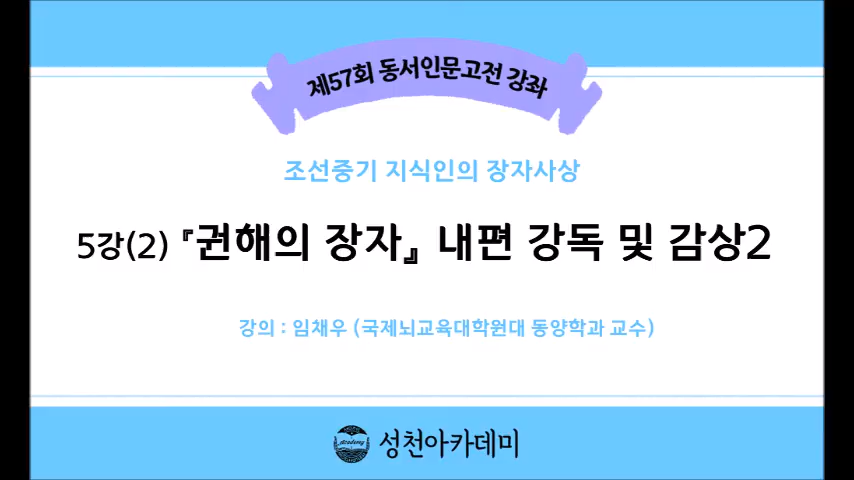 제57회 동서인문고전 강좌
조선중기 지식인의 장자사상
5강(2) 『권해의 장자』 내편 강독 및 감상2
강의 : 임채우 (국제뇌교육대학원대 동양학과 교수)
Academy 성천아카데미